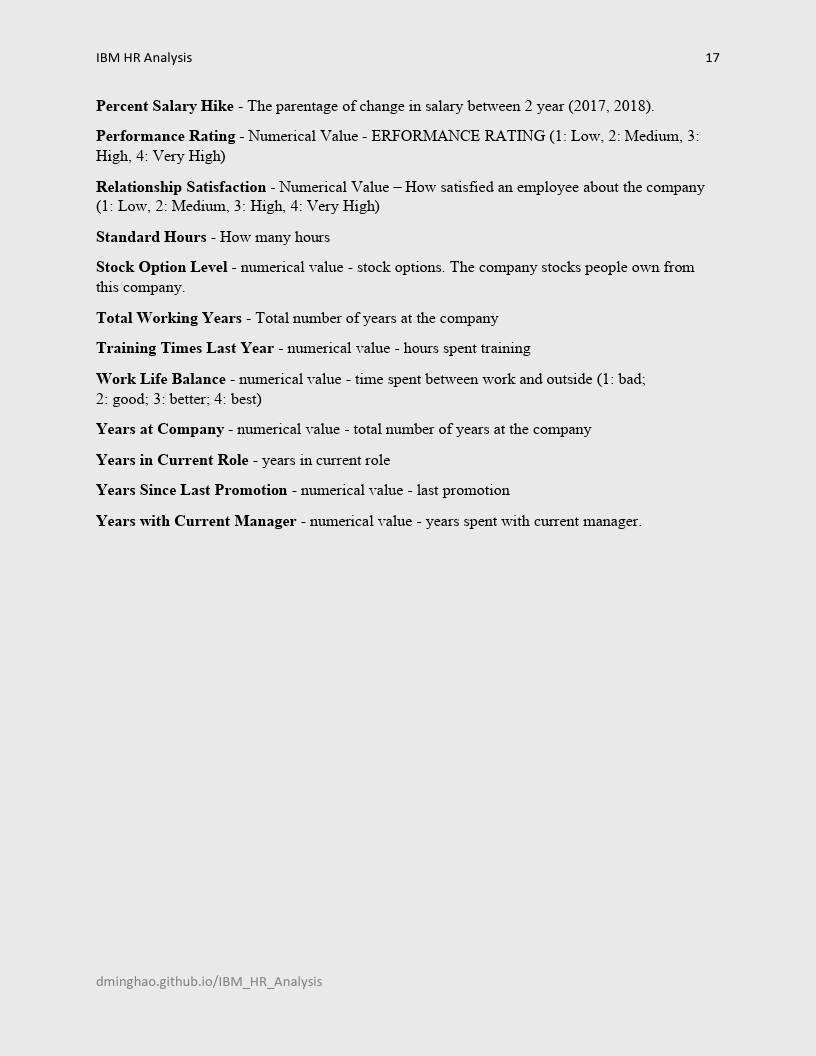 IBM HR Analysis 17
Percent Salary Hike - The parentage of change in salary between 2 year (2017, 2018).
Performance Rating - Numerical Value - ERFORMANCE RATING (1: Low, 2: Medium, 3:
High, 4: Very High)
Relationship Satisfaction - Numerical Value – How satisfied an employee about the company
(1: Low, 2: Medium, 3: High, 4: Very High)
Standard Hours - How many hours
Stock Option Level - numerical value - stock options. The company stocks people own from
this company.
Total Working Years - Total number of years at the company
Training Times Last Year - numerical value - hours spent training
Work Life Balance - numerical value - time spent between work and outside (1: bad;
2: good; 3: better; 4: best)
Years at Company - numerical value - total number of years at the company
Years in Current Role - years in current role
Years Since Last Promotion - numerical value - last promotion
Years with Current Manager - numerical value - years spent with current manager.
dminghao.github.io/IBM_HR_Analysis